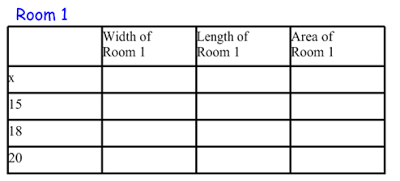 Room 1
Width of Length of Area of
Room 1 Room 1 Room 1
x
15
18
20